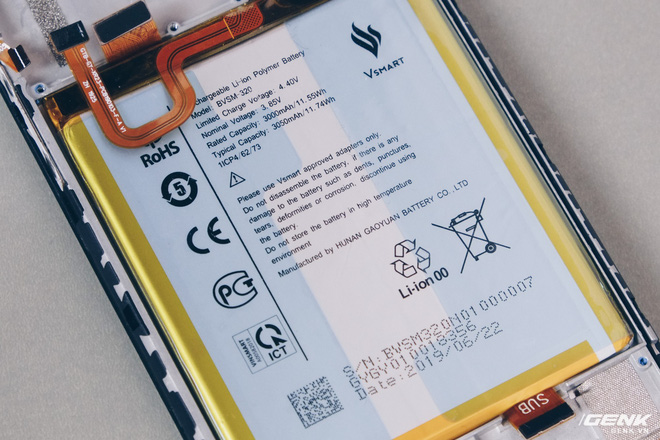 VSMART
Rechargeable Li-ion Polymer Battery
Model: BVSM-320
Limited Charge Voltage: 4.40V
Nominal Voltage: 3.85V
Rated Capacity: 3000mAh/11.55Wh
Typical Capacity: 3050mAh/11.74Wh
1ICP4/62/73
RoHS
5
CE
Please use Vsmart approved adapters only.
Do not disassemble the battery, if there is any
damage to the battery such as dents, punctures,
tears, deformities or corrosion, discontinue using
the battery.
Do not store the battery in high temperature
environment
Manufactured by HUNAN GAOYUAN BATTERY CO., LTD
Li-ion 00
VINSMART
ICT
S/N:BVSM320N01000007
GYGY010018356
Date:2019/06/22
SUB
GENK
GENK.VN